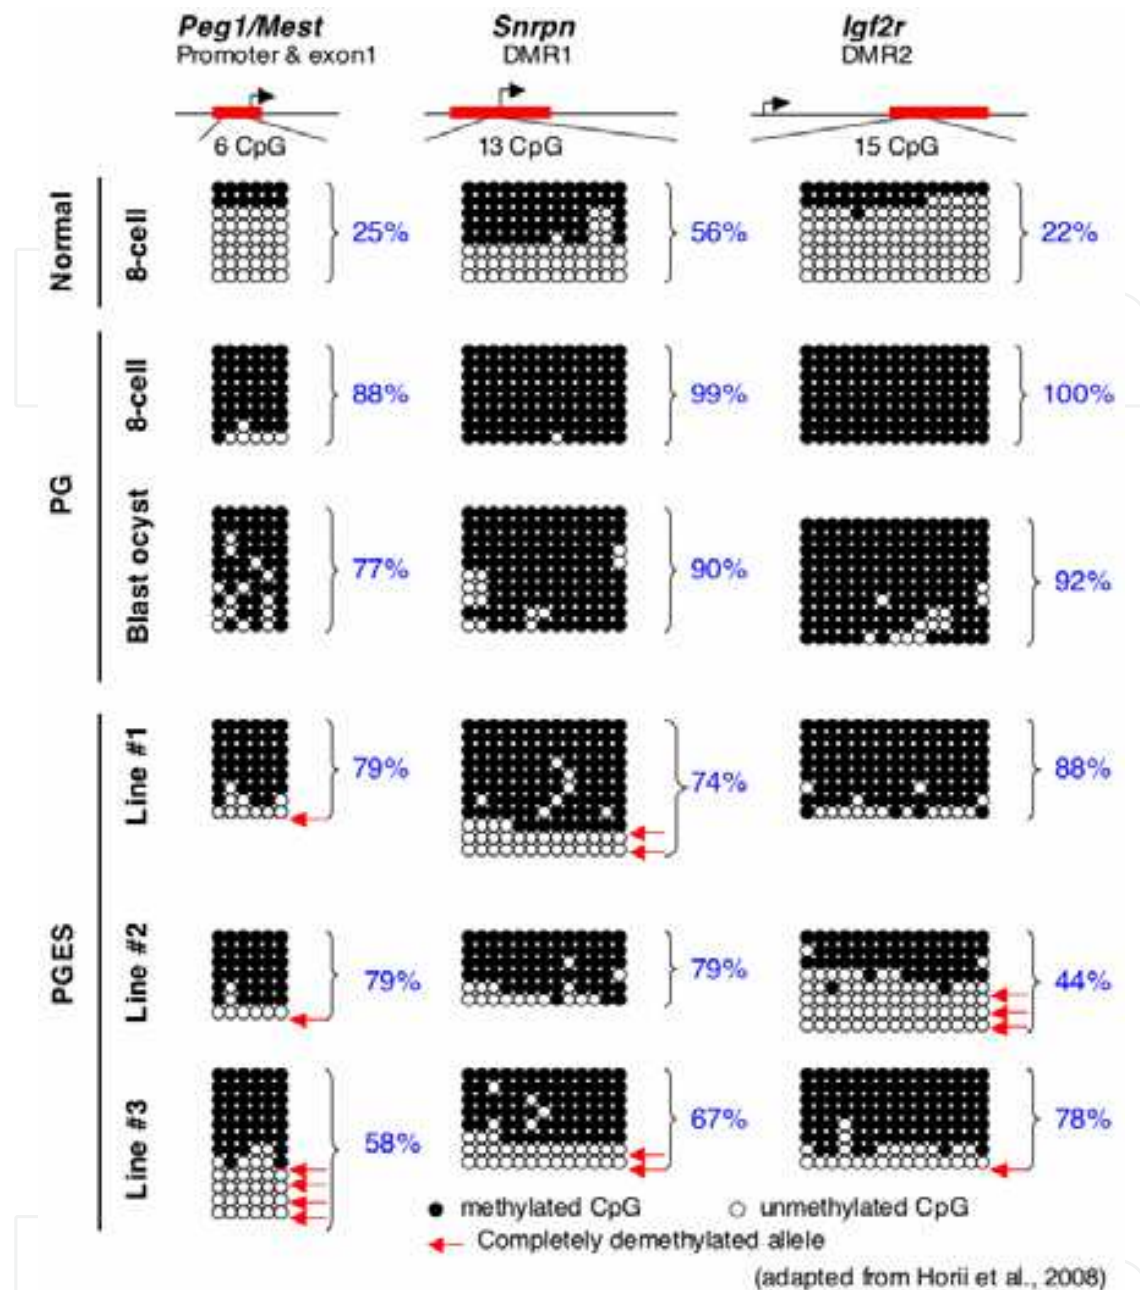 Peg1/Mest Snrpn Igf2r
Promoter & exon1 DMR1 DMR2
6 CpG 13 CpG 15 CpG
Normal
8-cell
25% 56% 22%
PG
8-cell
88% 99% 100%
Blast ocyst
77% 90% 92%
PGES
Line #1
79% 74% 88%
Line #2
79% 79% 44%
Line #3
58% 67% 78%
methylated CpG unmethylated CpG
Completely demethylated allele
(adapted from Horii et al., 2008)